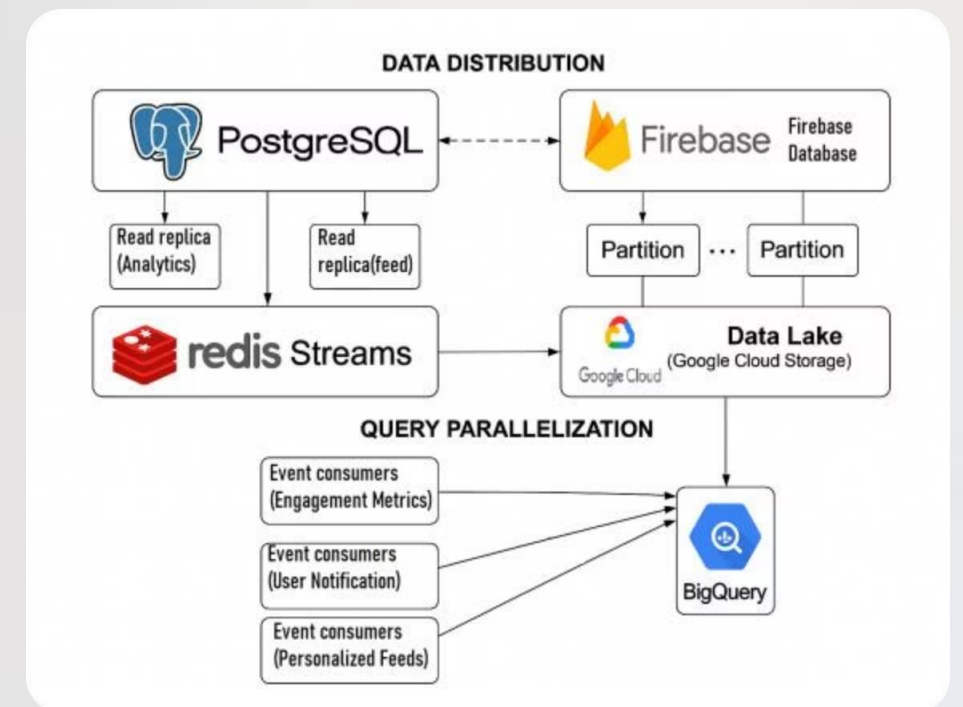 DATA DISTRIBUTION
PostgreSQL
Firebase
Firebase
Database
Read replica
(Analytics)
Read
replica(feed)
Partition
...
Partition
redis Streams
Google Cloud
Data Lake
(Google Cloud Storage)
QUERY PARALLELIZATION
Event consumers
(Engagement Metrics)
Event consumers
(User Notification)
Event consumers
(Personalized Feeds)
BigQuery